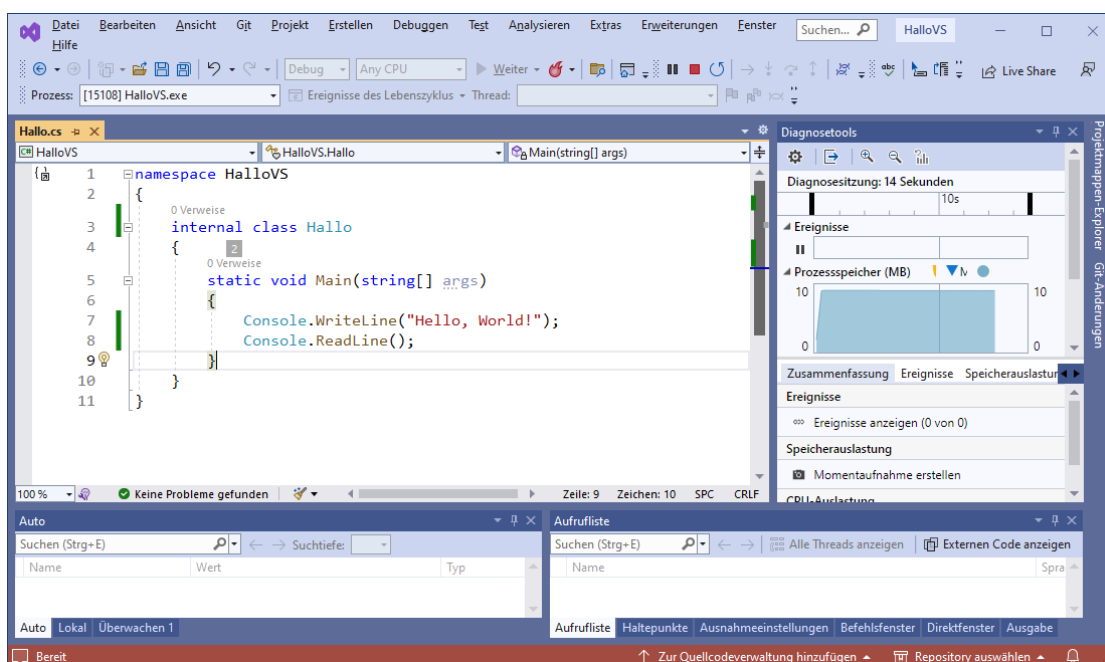 Datei Bearbeiten Ansicht Git Projekt Erstellen Debuggen Test Analysieren Extras Erweiterungen Fenster Suchen... HalloVS
Hilfe
Debug Any CPU Weiter Live Share
Prozess: [15108] HalloVS.exe Ereignisse des Lebenszyklus Thread:
Hallo.cs
C# HalloVS HalloVS.Hallo Main(string[] args)
1 namespace HalloVS
2 {
0 Verweise
3 internal class Hallo
4 {
2
0 Verweise
5 static void Main(string[] args)
6 {
7 Console.WriteLine("Hello, World!");
8 Console.ReadLine();
9 }
10 }
11 }
100 % Keine Probleme gefunden Zeile: 9 Zeichen: 10 SPC CRLF
Diagnosetools
Diagnosesitzung: 14 Sekunden
10s
Ereignisse
Prozessspeicher (MB)
10 10
0 0
Zusammenfassung Ereignisse Speicherauslastur
Ereignisse
Ereignisse anzeigen (0 von 0)
Speicherauslastung
Momentaufnahme erstellen
CPU-Auslastung
Projektmappen-Explorer
Git-Änderungen
Auto
Suchen (Strg+E) Suchtiefe:
Name Wert Typ
Auto Lokal Überwachen 1
Aufrufliste
Suchen (Strg+E) Alle Threads anzeigen Externen Code anzeigen
Name Spra
Aufrufliste Haltepunkte Ausnahmeeinstellungen Befehlsfenster Direktfenster Ausgabe
Bereit Zur Quellcodeverwaltung hinzufügen Repository auswählen